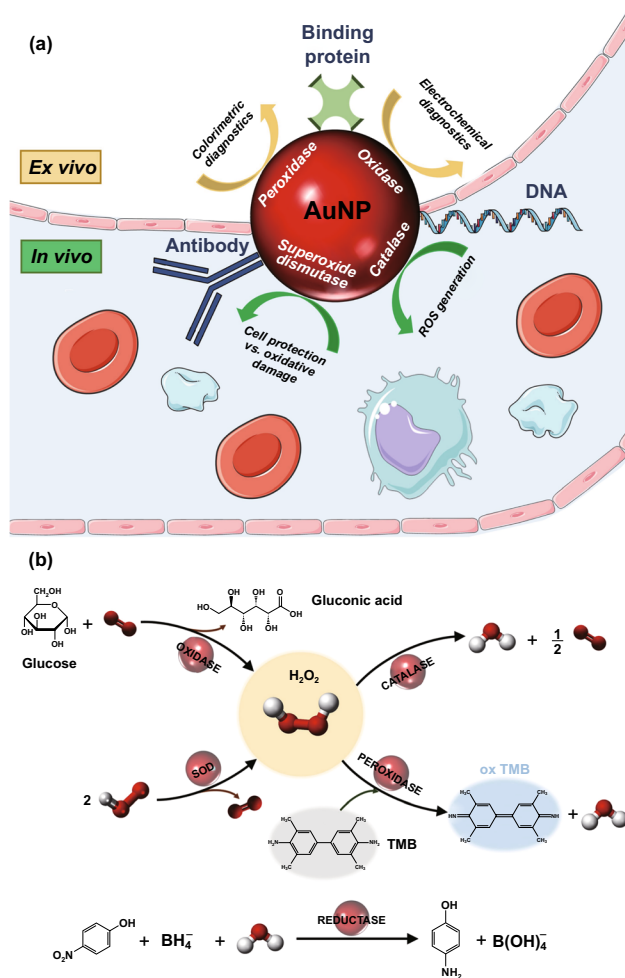 (a)
Binding
protein
Colorimetric
diagnostics
Electrochemical
diagnostics
Ex vivo
Peroxidase
Oxidase
AuNP
DNA
In vivo
Antibody
Superoxide
dismutase
Catalase
Cell protection
vs. oxidative
damage
ROS generation
(b)
CH₂OH
O
OH
OH
HO
OH
Glucose
+
OH OH O
HO
OH OH
OH
Gluconic acid
OXIDASE
H₂O₂
CATALASE
+ 1/2
2
SOD
PEROXIDASE
ox TMB
H₃C CH₃
H₂N NH₂
H₃C CH₃
TMB
H₃C CH₃
HN NH
H₃C CH₃
+
OH
O₂N
+ BH₄⁻ +
REDUCTASE
OH
NH₂
+ B(OH)₄⁻